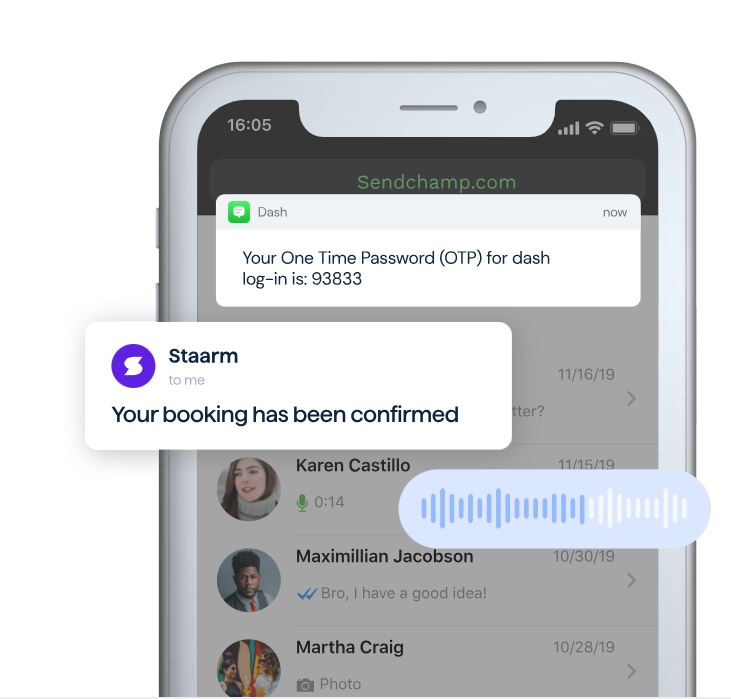 16:05
Sendchamp.com
Dash
now
Your One Time Password (OTP) for dash
log-in is: 93833
Staarm
to me
Your booking has been confirmed
11/16/19
tter?
Karen Castillo
11/15/19
0:14
Maximillian Jacobson
10/30/19
Bro, I have a good idea!
Martha Craig
10/28/19
Photo